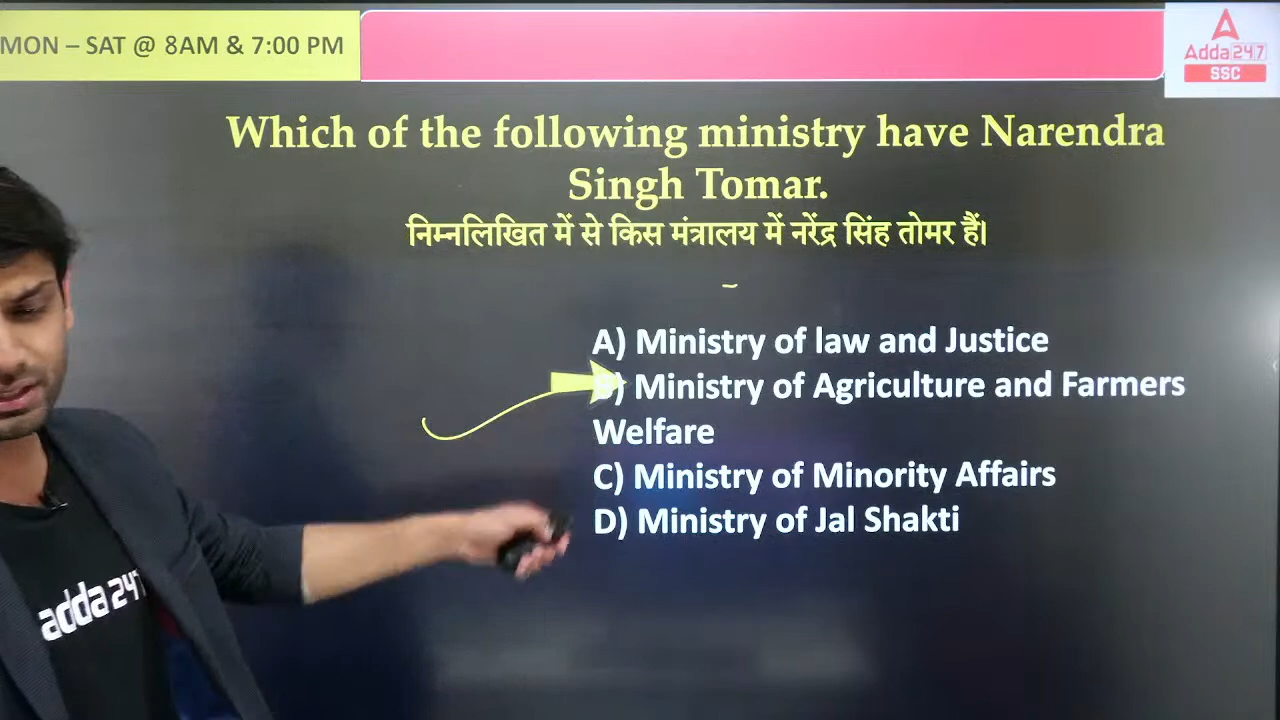 MON – SAT @ 8AM & 7:00 PM
Adda247
SSC
Which of the following ministry have Narendra
Singh Tomar.
निम्नलिखित में से किस मंत्रालय में नरेंद्र सिंह तोमर हैं।
A) Ministry of law and Justice
B) Ministry of Agriculture and Farmers
Welfare
C) Ministry of Minority Affairs
D) Ministry of Jal Shakti
adda247